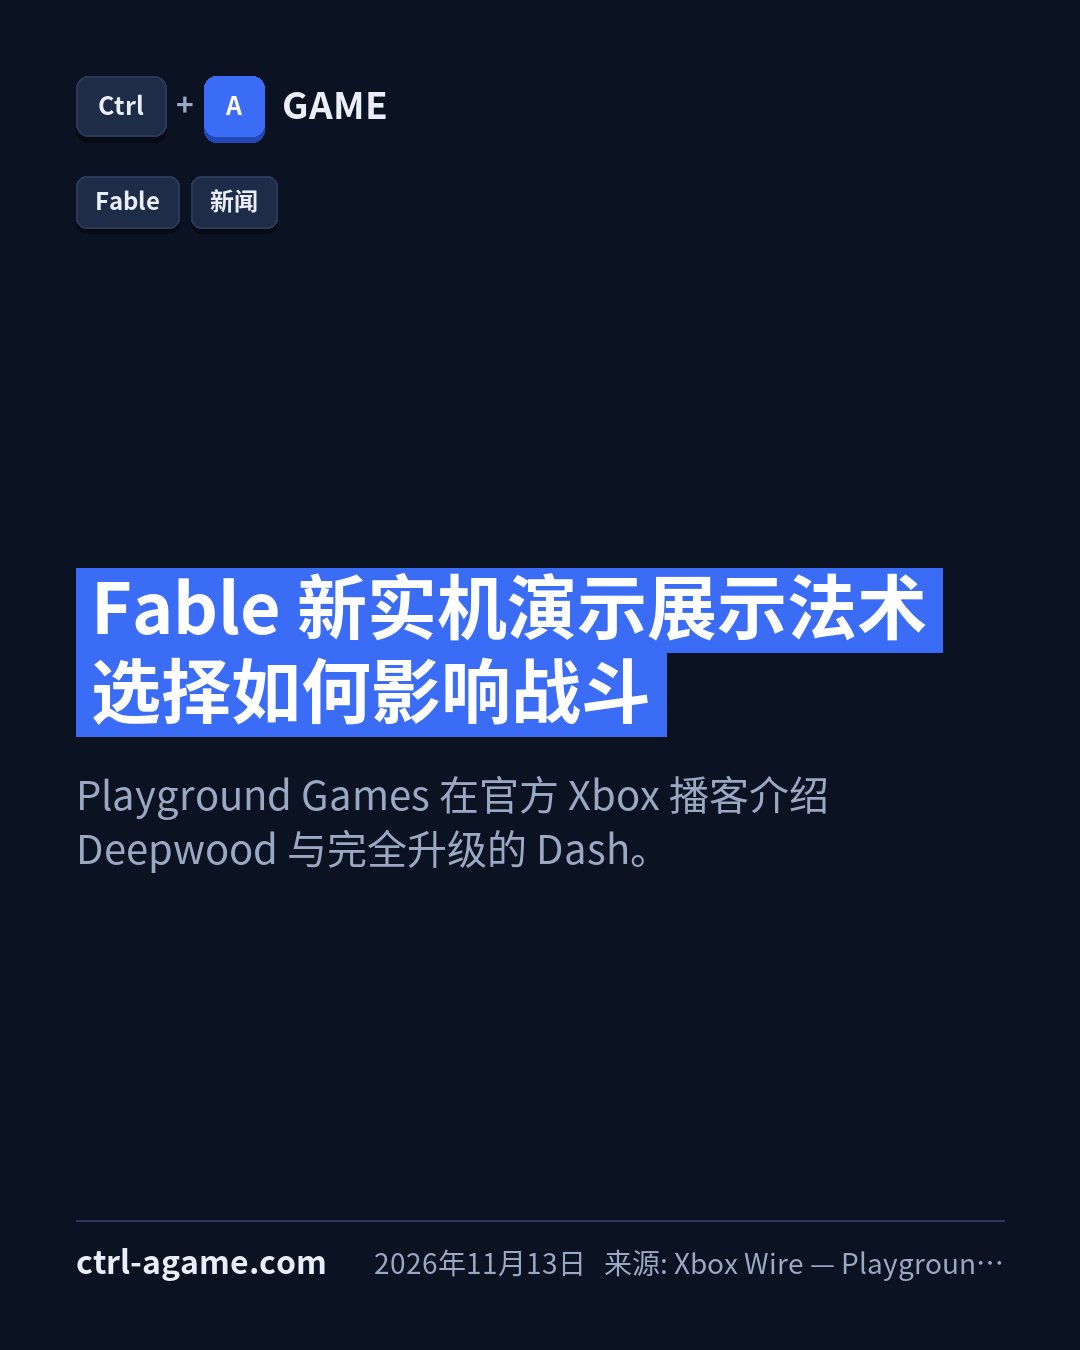 Ctrl + A GAME
Fable 新闻
Fable 新实机演示展示法术
选择如何影响战斗
Playground Games 在官方 Xbox 播客介绍
Deepwood 与完全升级的 Dash。
ctrl-agame.com 2026年11月13日 来源: Xbox Wire — Playgroun…